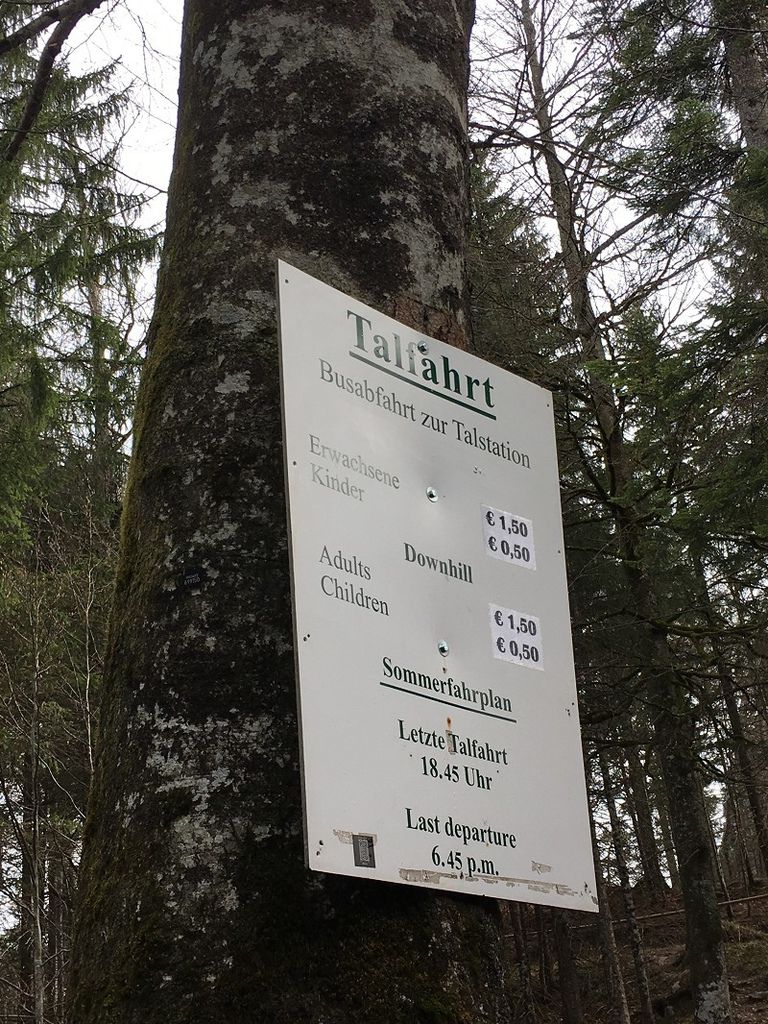 Talfahrt
Busabfahrt zur Talstation
Erwachsene € 1,50
Kinder € 0,50
Downhill
Adults € 1,50
Children € 0,50
Sommerfahrplan
Letzte Talfahrt
18.45 Uhr
Last departure
6.45 p.m.